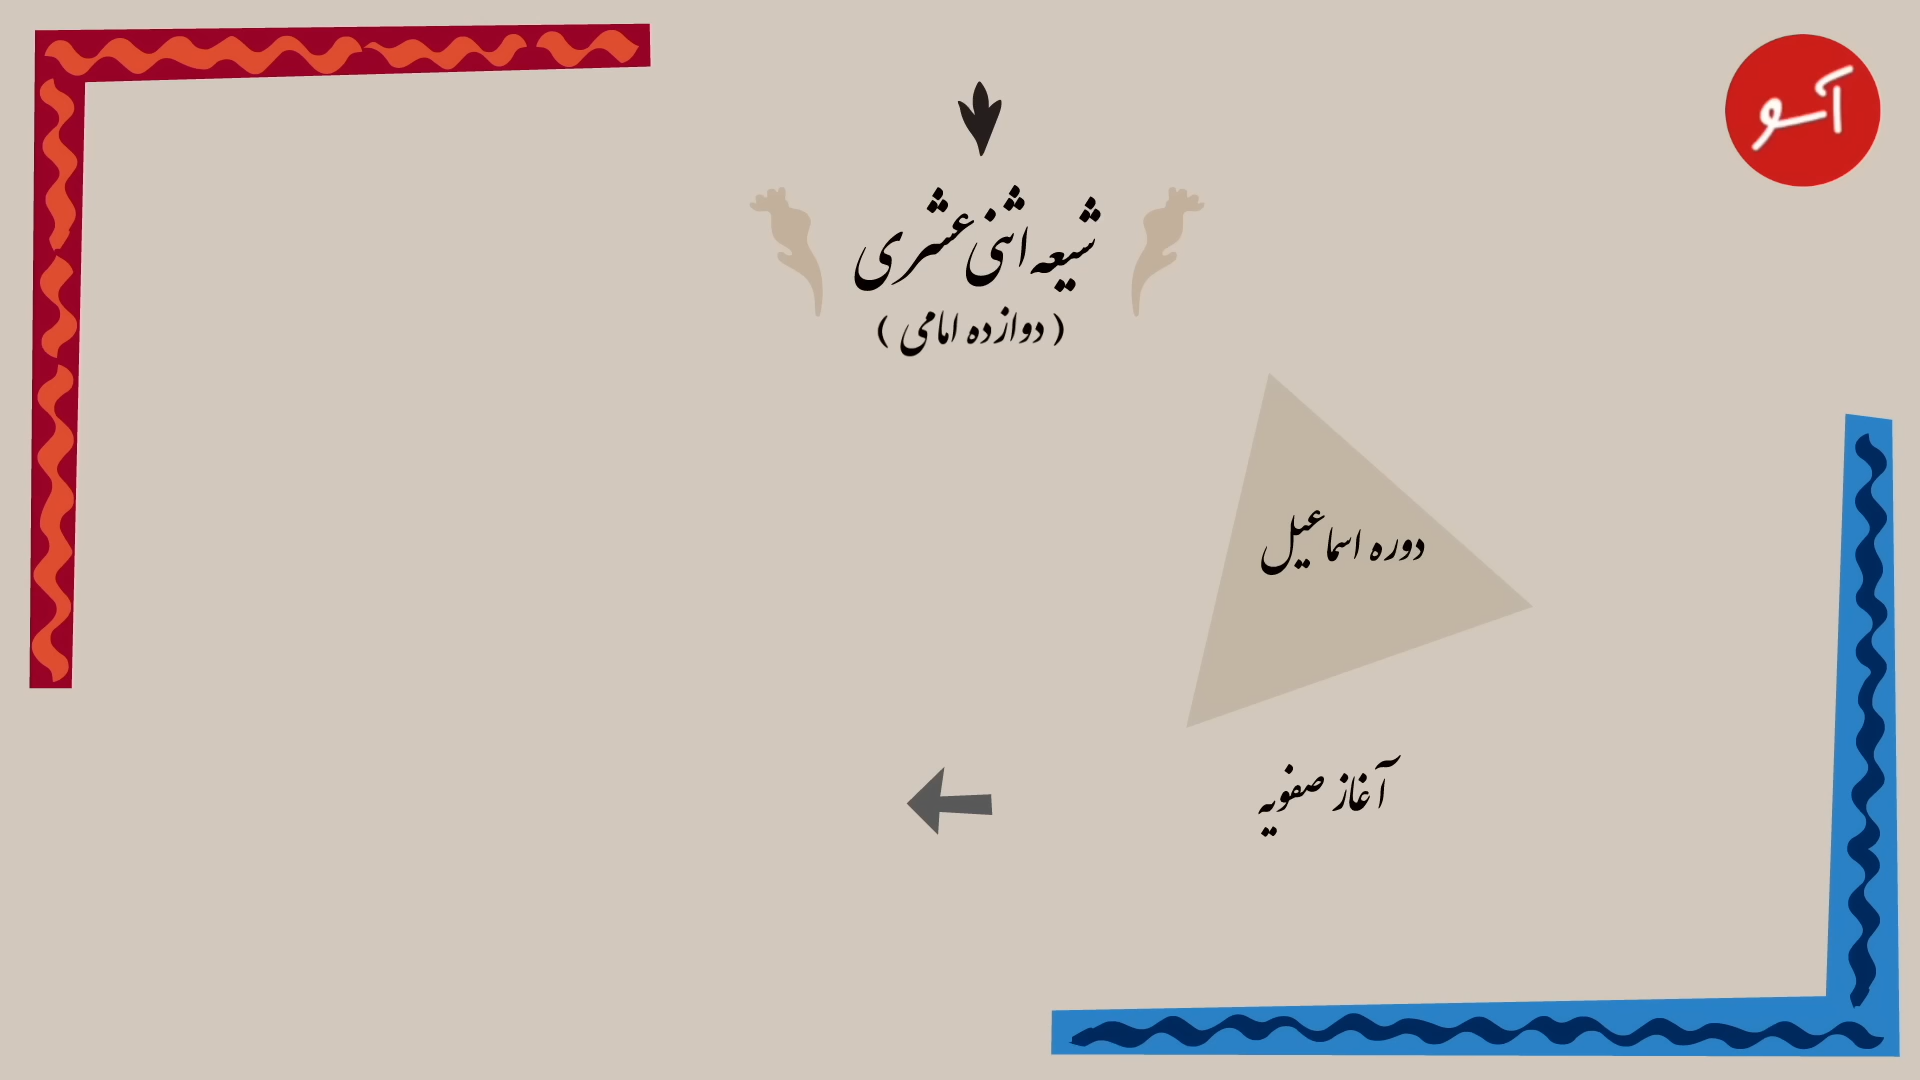 آسو
شیعه اثنی عشری
( دوازده امامی )
دوره اسماعیل
آغاز صفویه